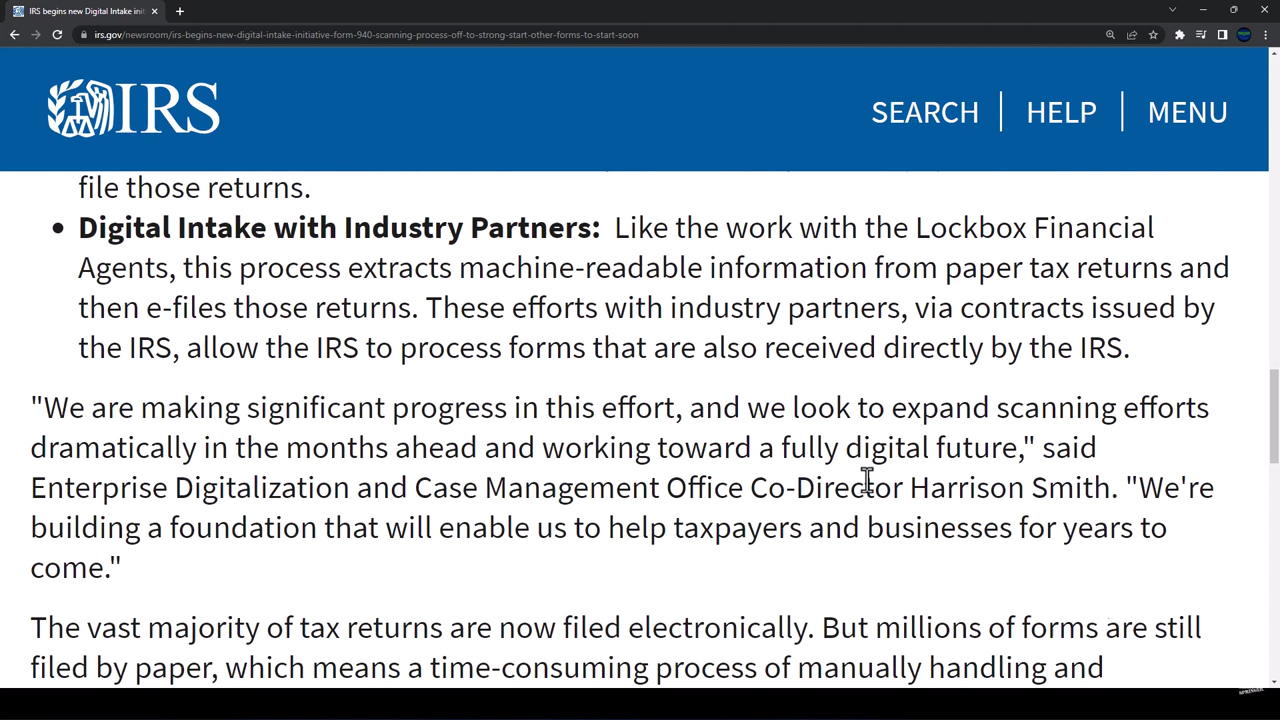 IRS begins new Digital Intake init
irs.gov/newsroom/irs-begins-new-digital-intake-initiative-form-940-scanning-process-off-to-strong-start-other-forms-to-start-soon
IRS
SEARCH | HELP | MENU
file those returns.
• Digital Intake with Industry Partners: Like the work with the Lockbox Financial
Agents, this process extracts machine-readable information from paper tax returns and
then e-files those returns. These efforts with industry partners, via contracts issued by
the IRS, allow the IRS to process forms that are also received directly by the IRS.
"We are making significant progress in this effort, and we look to expand scanning efforts
dramatically in the months ahead and working toward a fully digital future," said
Enterprise Digitalization and Case Management Office Co-Director Harrison Smith. "We're
building a foundation that will enable us to help taxpayers and businesses for years to
come."
The vast majority of tax returns are now filed electronically. But millions of forms are still
filed by paper, which means a time-consuming process of manually handling and